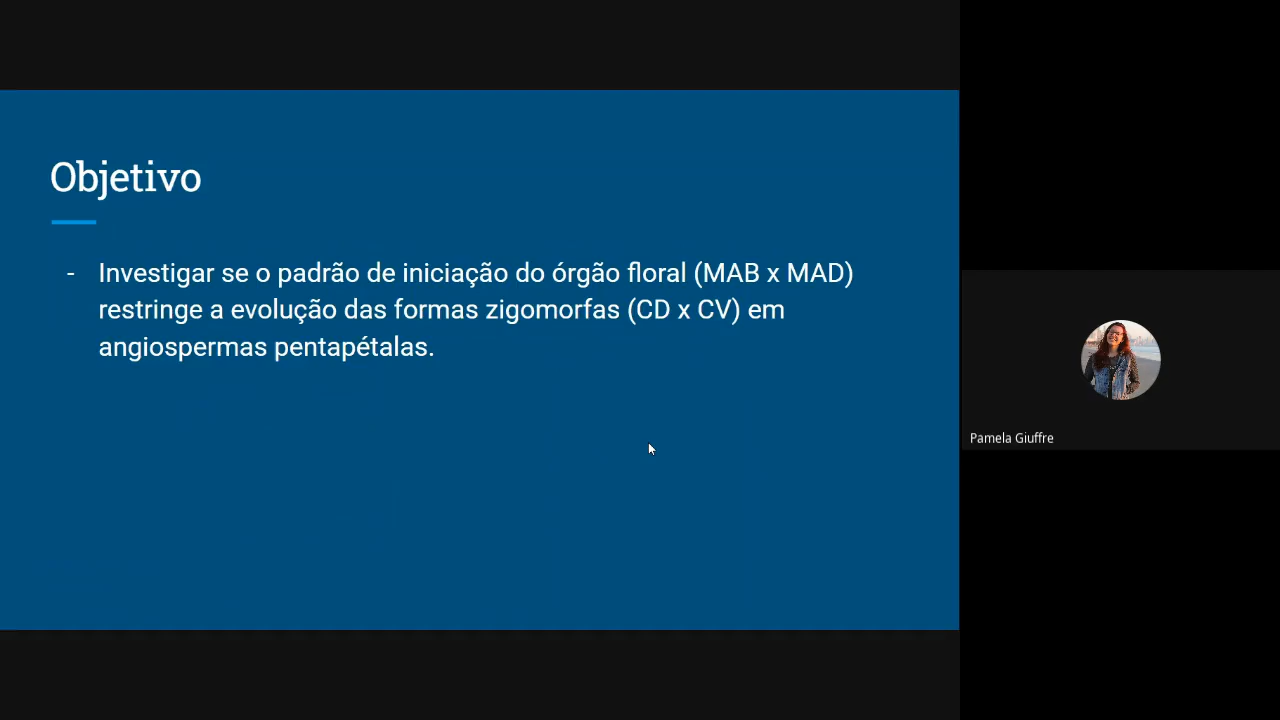 Objetivo
- Investigar se o padrão de iniciação do órgão floral (MAB x MAD)
restringe a evolução das formas zigomorfas (CD x CV) em
angiospermas pentapétalas.
Pamela Giuffre